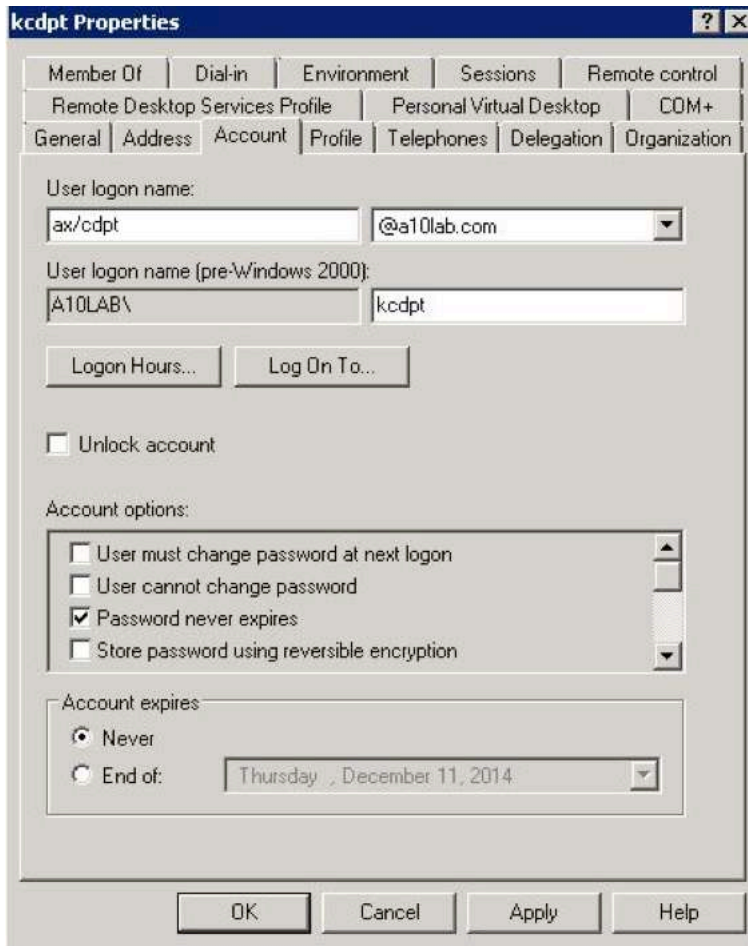 kcdpt Properties
Member Of Dial-in Environment Sessions Remote control
Remote Desktop Services Profile Personal Virtual Desktop COM+
General Address Account Profile Telephones Delegation Organization
User logon name:
ax/cdpt @a10lab.com
User logon name (pre-Windows 2000):
A10LAB\ kcdpt
Logon Hours... Log On To...
Unlock account
Account options:
User must change password at next logon
User cannot change password
Password never expires
Store password using reversible encryption
Account expires
Never
End of: Thursday , December 11, 2014
OK Cancel Apply Help